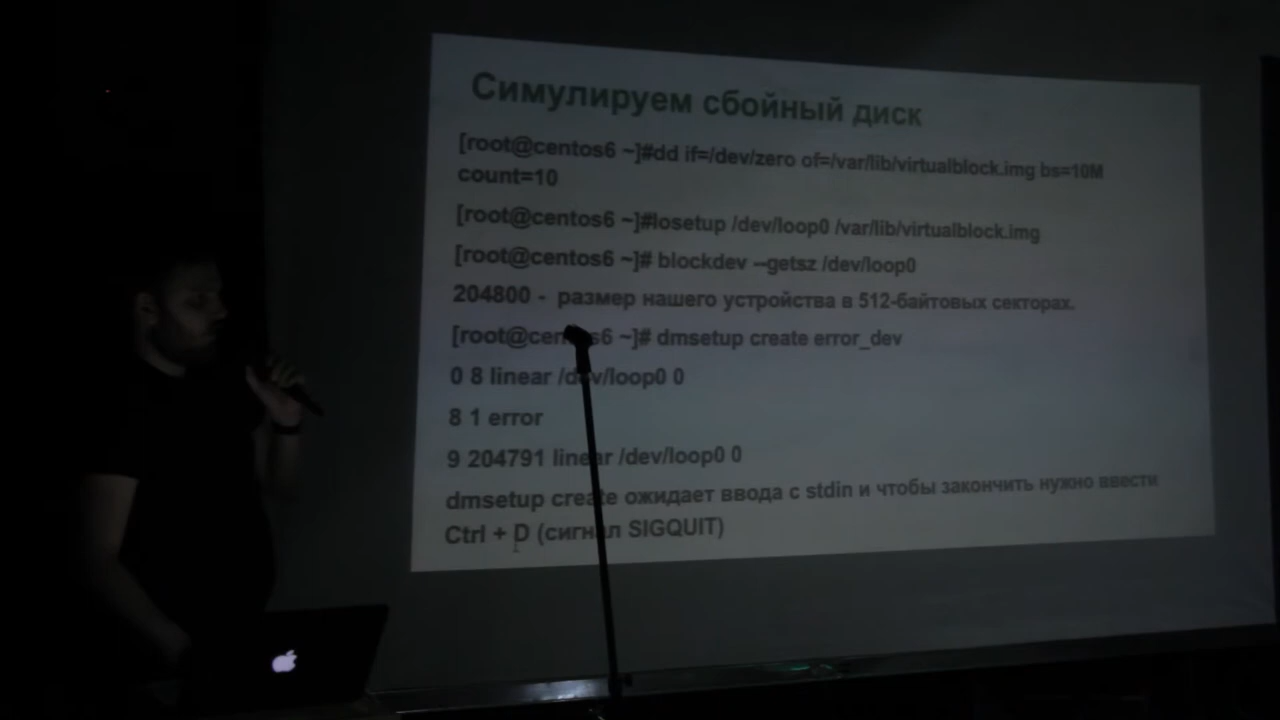 Симулируем сбойный диск
[root@centos6 ~]#dd if=/dev/zero of=/var/lib/virtualblock.img bs=10M
count=10
[root@centos6 ~]#losetup /dev/loop0 /var/lib/virtualblock.img
[root@centos6 ~]# blockdev --getsz /dev/loop0
204800 - размер нашего устройства в 512-байтовых секторах.
[root@centos6 ~]# dmsetup create error_dev
0 8 linear /dev/loop0 0
8 1 error
9 204791 linear /dev/loop0 0
dmsetup create ожидает ввода с stdin и чтобы закончить нужно ввести
Ctrl + D (сигнал SIGQUIT)